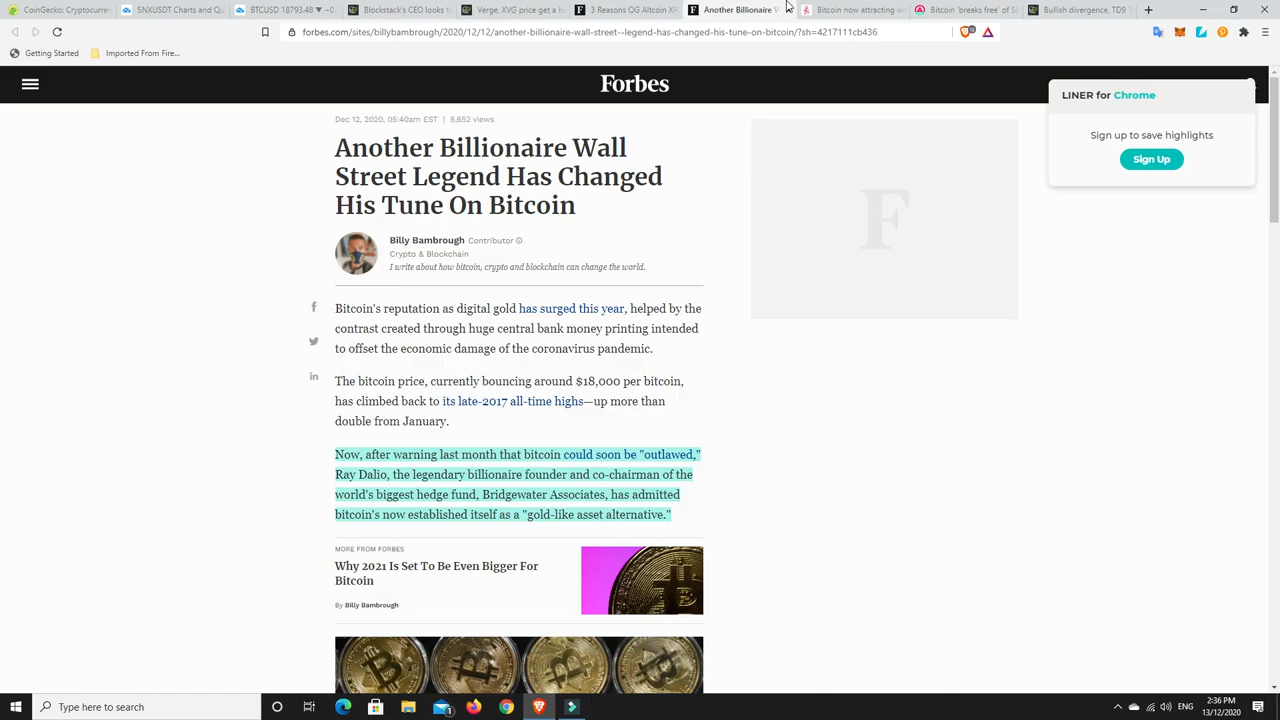 CoinGecko: Cryptocurrenc
SNXUSDT Charts and Qu
BTCUSD 18793.48 ▼ −0.
Blockstack's CEO looks to
Verge, XVG price get a he
3 Reasons OG Altcoin XR
Another Billionaire W
Bitcoin now attracting w
Bitcoin 'breaks free' of S&
Bullish divergence, TD9
forbes.com/sites/billybambrough/2020/12/12/another-billionaire-wall-street--legend-has-changed-his-tune-on-bitcoin/?sh=4217111cb436
Getting Started
Imported From Fire...
Forbes
LINER for Chrome
Sign up to save highlights
Sign Up
Dec 12, 2020, 05:40am EST | 8,652 views
Another Billionaire Wall
Street Legend Has Changed
His Tune On Bitcoin
Billy Bambrough Contributor
Crypto & Blockchain
I write about how bitcoin, crypto and blockchain can change the world.
Bitcoin's reputation as digital gold has surged this year, helped by the
contrast created through huge central bank money printing intended
to offset the economic damage of the coronavirus pandemic.
The bitcoin price, currently bouncing around $18,000 per bitcoin,
has climbed back to its late-2017 all-time highs—up more than
double from January.
Now, after warning last month that bitcoin could soon be "outlawed,"
Ray Dalio, the legendary billionaire founder and co-chairman of the
world's biggest hedge fund, Bridgewater Associates, has admitted
bitcoin's now established itself as a "gold-like asset alternative."
MORE FROM FORBES
Why 2021 Is Set To Be Even Bigger For
Bitcoin
By Billy Bambrough
Type here to search
1
ENG
2:36 PM
13/12/2020